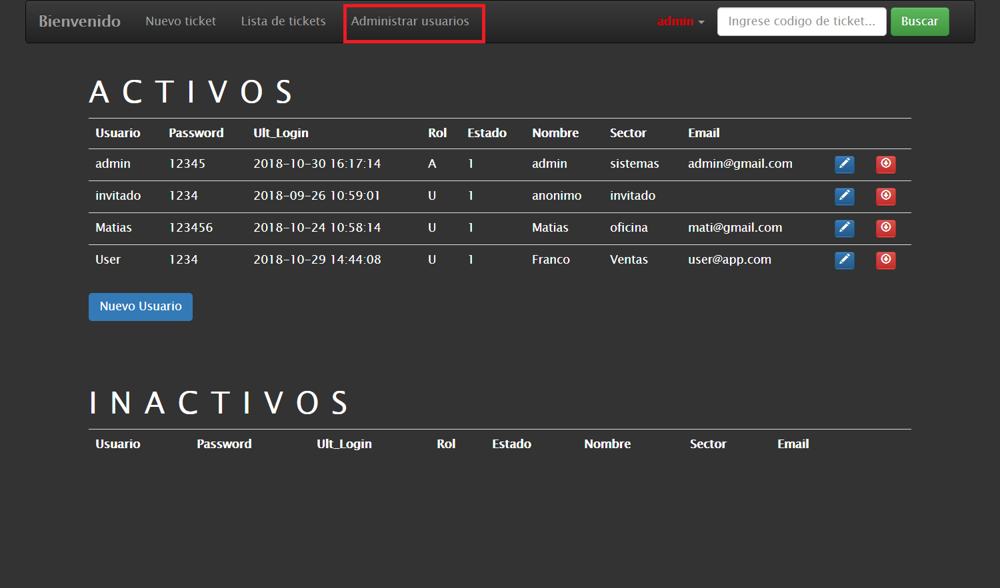 Bienvenido Nuevo ticket Lista de tickets Administrar usuarios admin Ingrese codigo de ticket... Buscar
ACTIVOS
Usuario Password Ult_Login Rol Estado Nombre Sector Email
admin 12345 2018-10-30 16:17:14 A 1 admin sistemas admin@gmail.com
invitado 1234 2018-09-26 10:59:01 U 1 anonimo invitado
Matias 123456 2018-10-24 10:58:14 U 1 Matias oficina mati@gmail.com
User 1234 2018-10-29 14:44:08 U 1 Franco Ventas user@app.com
Nuevo Usuario
INACTIVOS
Usuario Password Ult_Login Rol Estado Nombre Sector Email